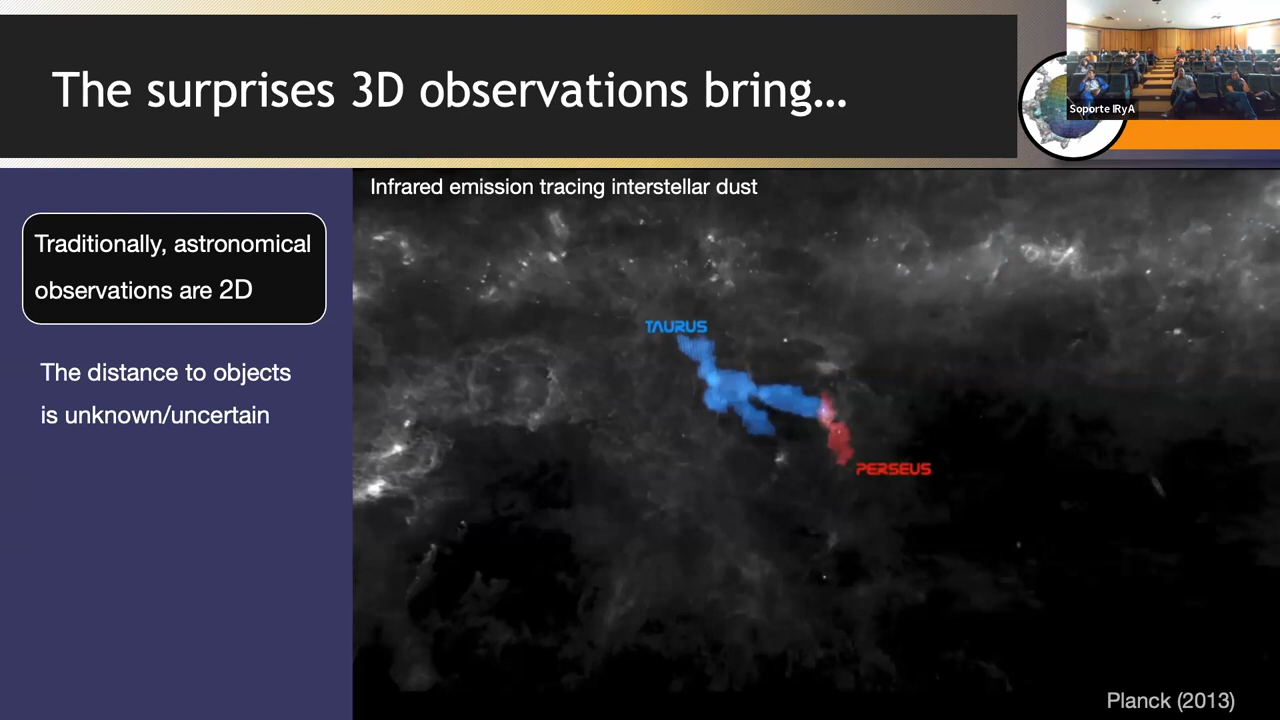 The surprises 3D observations bring…
Soporte IRyA
Infrared emission tracing interstellar dust
Traditionally, astronomical
observations are 2D
The distance to objects
is unknown/uncertain
TAURUS
PERSEUS
Planck (2013)